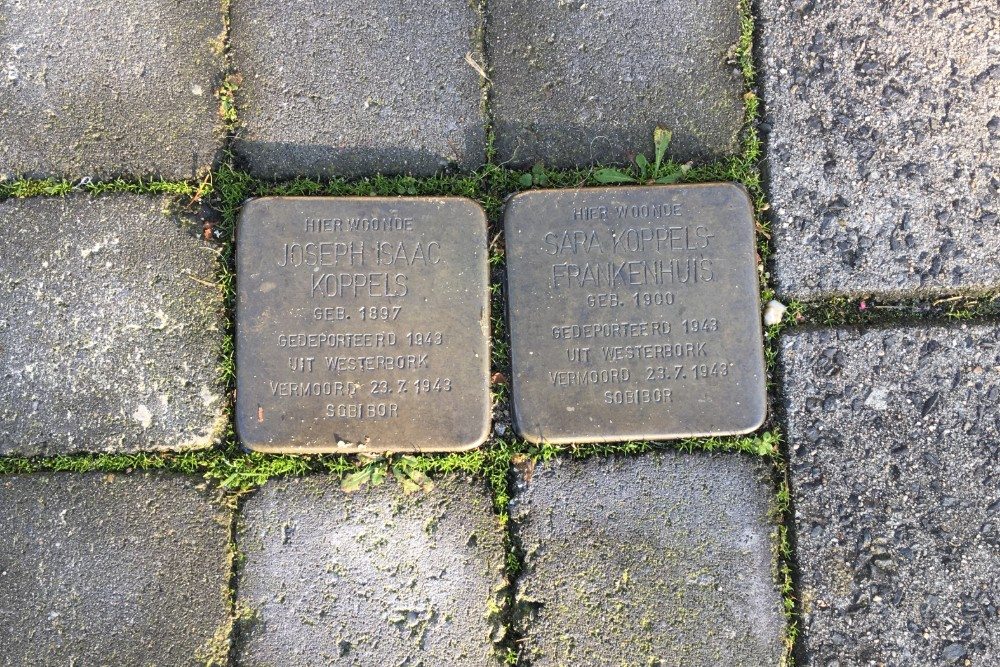 HIER WOONDE
JOSEPH ISAAC
KOPPELS
GEB. 1897
GEDEPORTEERD 1943
UIT WESTERBORK
VERMOORD 23.7.1943
SOBIBOR
HIER WOONDE
SARA KOPPELS-
FRANKENHUIS
GEB. 1900
GEDEPORTEERD 1943
UIT WESTERBORK
VERMOORD 23.7.1943
SOBIBOR